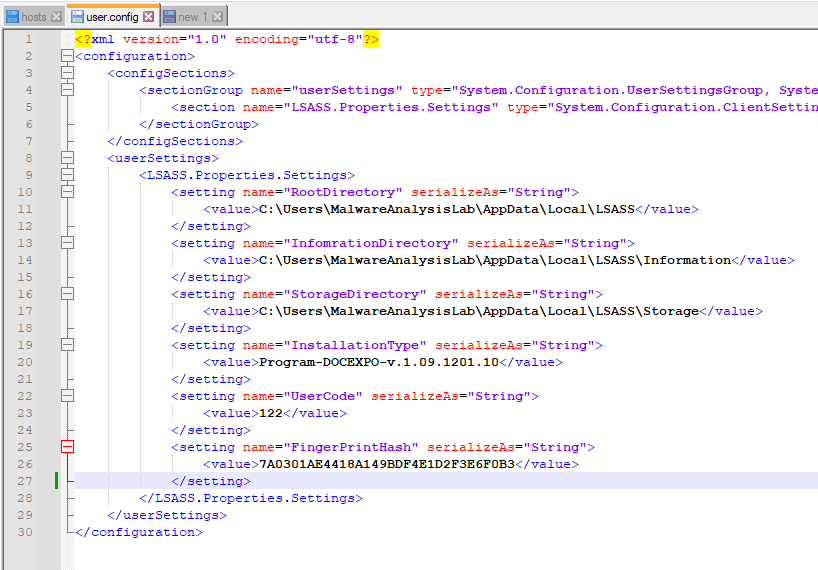 hosts user.config new 1
1 <?xml version="1.0" encoding="utf-8"?>
2 <configuration>
3 <configSections>
4 <sectionGroup name="userSettings" type="System.Configuration.UserSettingsGroup, Syste
5 <section name="LSASS.Properties.Settings" type="System.Configuration.ClientSettin
6 </sectionGroup>
7 </configSections>
8 <userSettings>
9 <LSASS.Properties.Settings>
10 <setting name="RootDirectory" serializeAs="String">
11 <value>C:\Users\MalwareAnalysisLab\AppData\Local\LSASS</value>
12 </setting>
13 <setting name="InfomrationDirectory" serializeAs="String">
14 <value>C:\Users\MalwareAnalysisLab\AppData\Local\LSASS\Information</value>
15 </setting>
16 <setting name="StorageDirectory" serializeAs="String">
17 <value>C:\Users\MalwareAnalysisLab\AppData\Local\LSASS\Storage</value>
18 </setting>
19 <setting name="InstallationType" serializeAs="String">
20 <value>Program-DOCEXPO-v.1.09.1201.10</value>
21 </setting>
22 <setting name="UserCode" serializeAs="String">
23 <value>122</value>
24 </setting>
25 <setting name="FingerPrintHash" serializeAs="String">
26 <value>7A0301AE4418A149BDF4E1D2F3E6F0B3</value>
27 </setting>
28 </LSASS.Properties.Settings>
29 </userSettings>
30 </configuration>